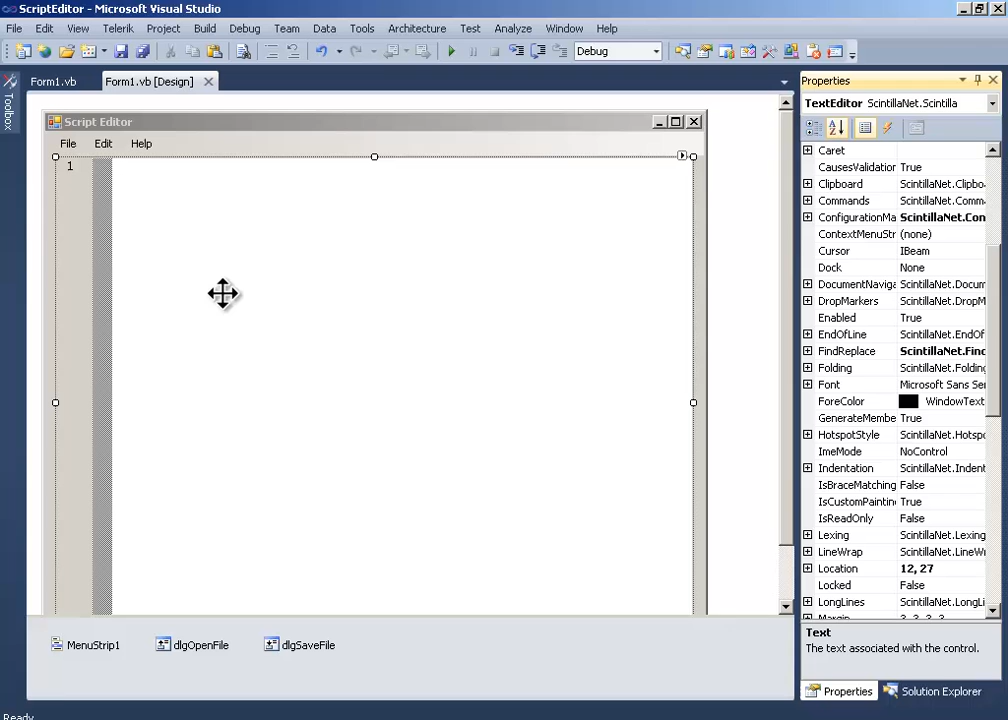 ScriptEditor - Microsoft Visual Studio
File Edit View Telerik Project Build Debug Team Data Tools Architecture Test Analyze Window Help
Debug
Toolbox
Form1.vb Form1.vb [Design]
Script Editor
File Edit Help
1
MenuStrip1 dlgOpenFile dlgSaveFile
Properties
TextEditor ScintillaNet.Scintilla
Caret
CausesValidation True
Clipboard ScintillaNet.Clipbo
Commands ScintillaNet.Comm
ConfigurationMa ScintillaNet.Con
ContextMenuStr (none)
Cursor IBeam
Dock None
DocumentNaviga ScintillaNet.Docum
DropMarkers ScintillaNet.DropM
Enabled True
EndOfLine ScintillaNet.EndOf
FindReplace ScintillaNet.Find
Folding ScintillaNet.Folding
Font Microsoft Sans Ser
ForeColor WindowText
GenerateMembe True
HotspotStyle ScintillaNet.Hotsp
ImeMode NoControl
Indentation ScintillaNet.Indent
IsBraceMatching False
IsCustomPaintin True
IsReadOnly False
Lexing ScintillaNet.Lexing
LineWrap ScintillaNet.LineW
Location 12, 27
Locked False
LongLines ScintillaNet.LongLi
Margin 3, 3, 3, 3
Text
The text associated with the control.
Properties Solution Explorer
Ready